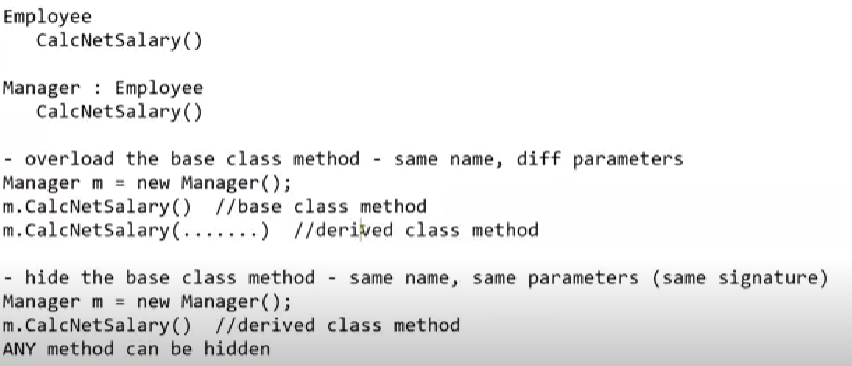 Employee
CalcNetSalary()
Manager : Employee
CalcNetSalary()
- overload the base class method - same name, diff parameters
Manager m = new Manager();
m.CalcNetSalary() //base class method
m.CalcNetSalary(.......) //derived class method
- hide the base class method - same name, same parameters (same signature)
Manager m = new Manager();
m.CalcNetSalary() //derived class method
ANY method can be hidden